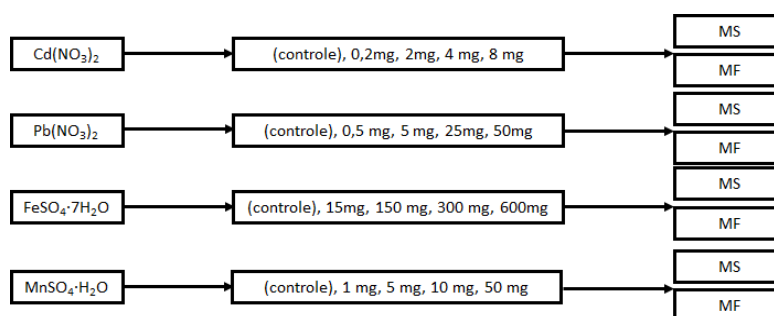 Cd(NO₃)₂
(controle), 0,2mg, 2mg, 4 mg, 8 mg
MS
MF
Pb(NO₃)₂
(controle), 0,5 mg, 5 mg, 25mg, 50mg
MS
MF
FeSO₄·7H₂O
(controle), 15mg, 150 mg, 300 mg, 600mg
MS
MF
MnSO₄·H₂O
(controle), 1 mg, 5 mg, 10 mg, 50 mg
MS
MF